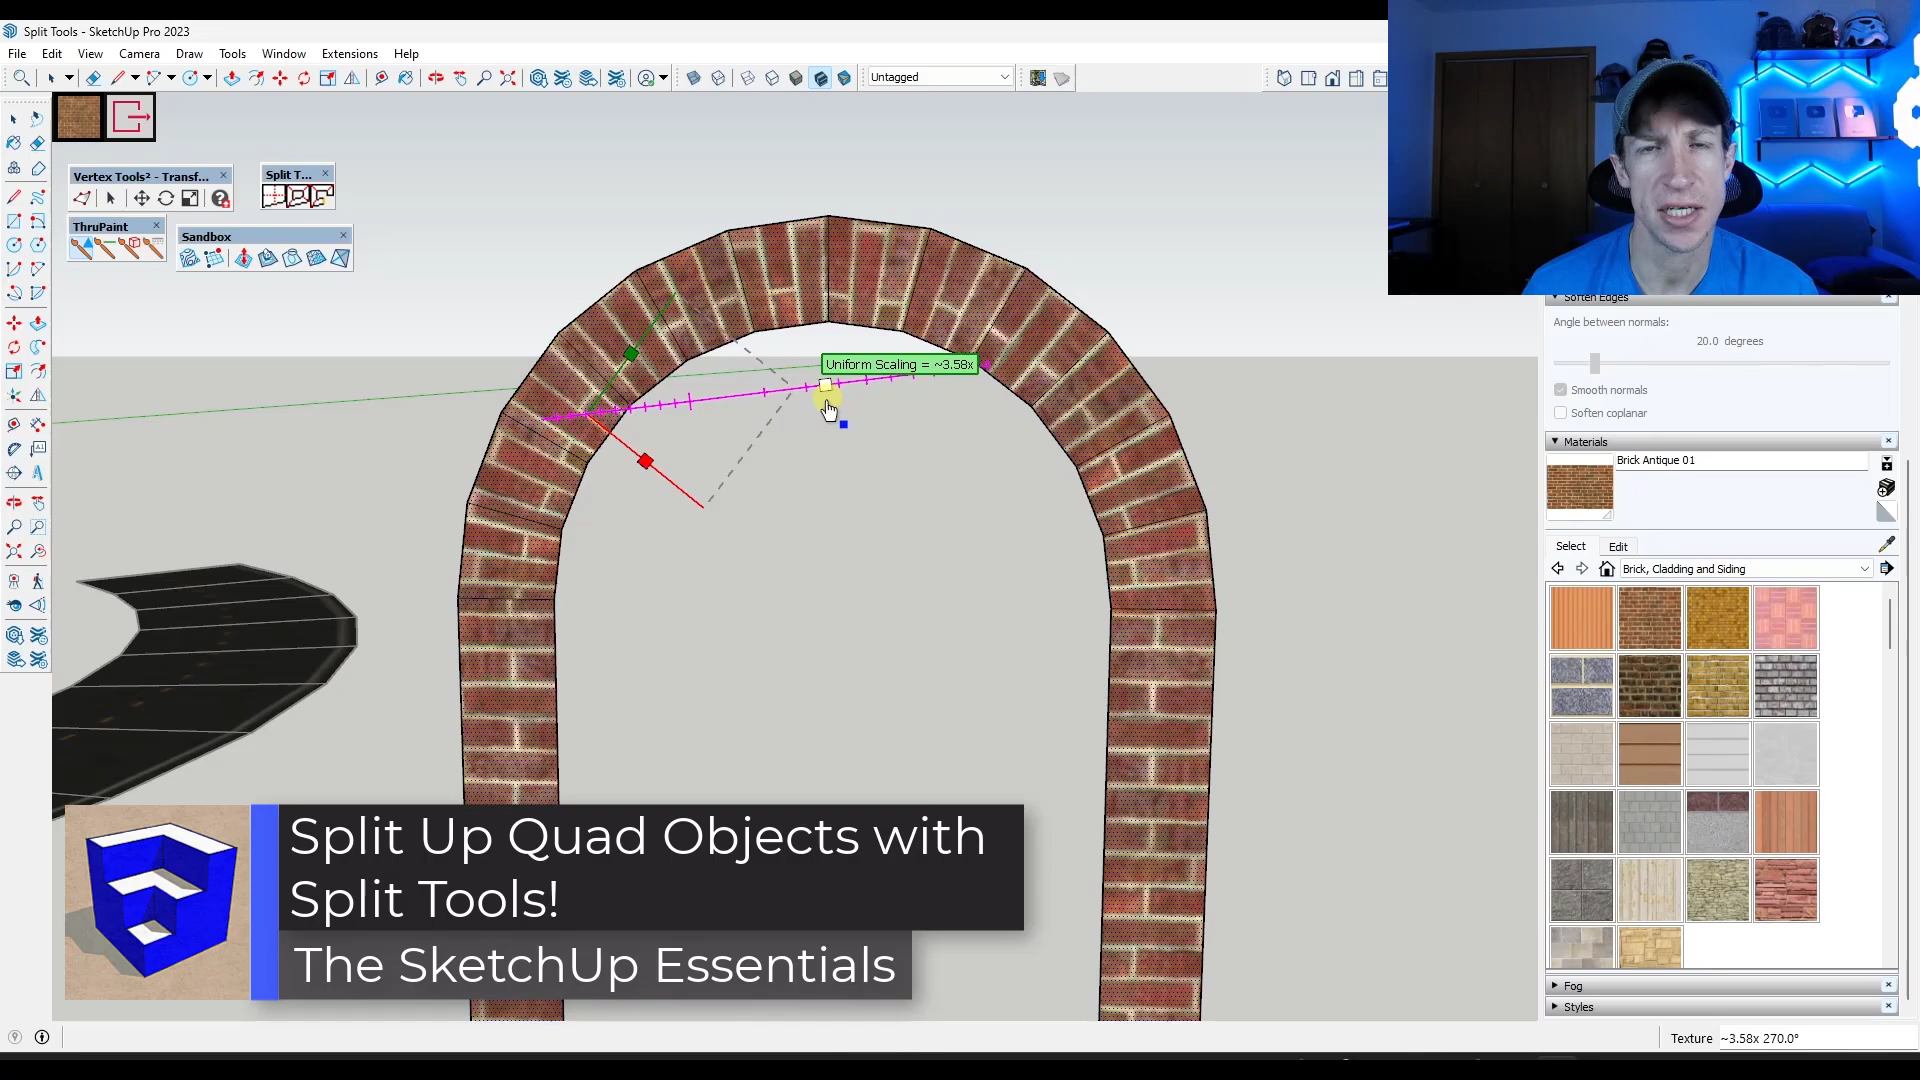 Split Tools - SketchUp Pro 2023
File Edit View Camera Draw Tools Window Extensions Help
Untagged
Vertex Tools² - Transf...
Split T...
ThruPaint
Sandbox
Uniform Scaling = ~3.58x
Soften Edges
Angle between normals:
20.0 degrees
Smooth normals
Soften coplanar
Materials
Brick Antique 01
Select Edit
Brick, Cladding and Siding
Fog
Styles
Split Up Quad Objects with
Split Tools!
The SketchUp Essentials
Texture ~3.58x 270.0°